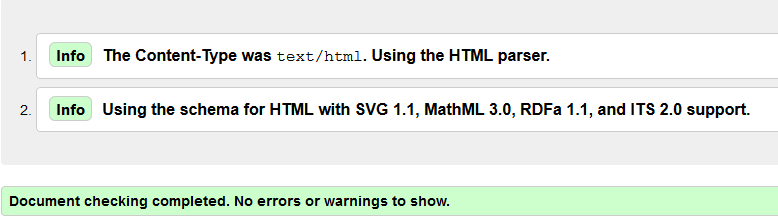 1. Info The Content-Type was text/html. Using the HTML parser.
2. Info Using the schema for HTML with SVG 1.1, MathML 3.0, RDFa 1.1, and ITS 2.0 support.
Document checking completed. No errors or warnings to show.